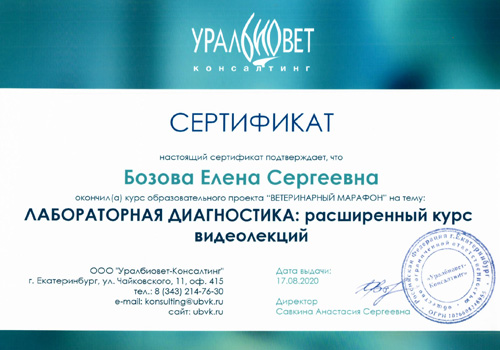 УРАЛБИОВЕТ
КОНСАЛТИНГ
СЕРТИФИКАТ
настоящий сертификат подтверждает, что
Бозова Елена Сергеевна
окончил(а) курс образовательного проекта "ВЕТЕРИНАРНЫЙ МАРАФОН" на тему:
ЛАБОРАТОРНАЯ ДИАГНОСТИКА: расширенный курс
видеолекций
ООО "Уралбиовет-Консалтинг"
г. Екатеринбург, ул. Чайковского, 11, оф. 415
тел.: 8 (343) 214-76-30
e-mail: konsulting@ubvk.ru
сайт: ubvk.ru
Дата выдачи:
17.08.2020
Директор
Савкина Анастасия Сергеевна
Российская Федерация г.Екатеринбург
«Уралбиовет-
Консалтинг»